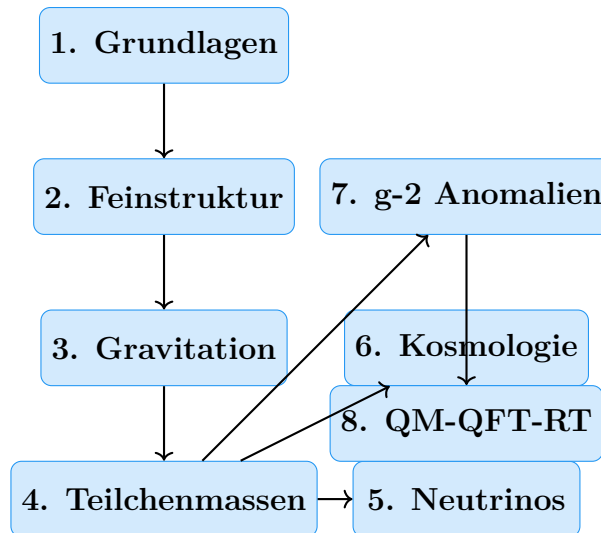 1. Grundlagen
2. Feinstruktur
7. g-2 Anomalien
3. Gravitation
6. Kosmologie
8. QM-QFT-RT
4. Teilchenmassen
5. Neutrinos